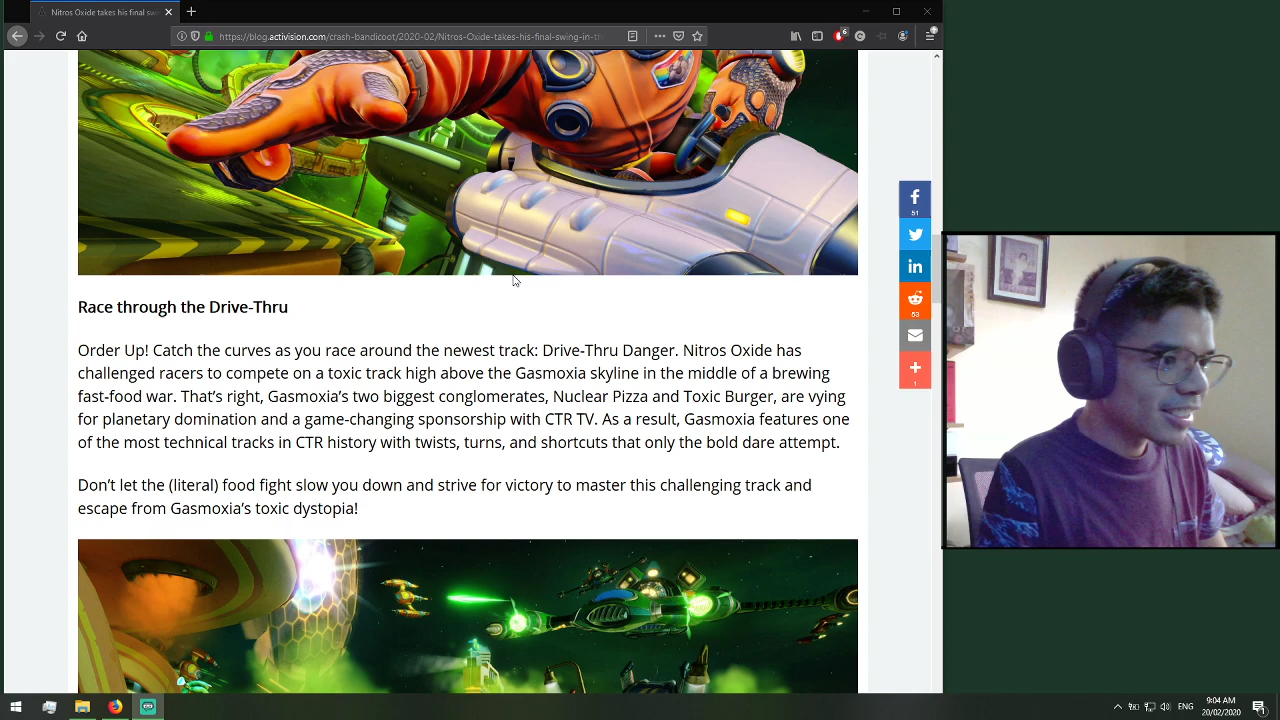 Nitros Oxide takes his final swin
https://blog.activision.com/crash-bandicoot/2020-02/Nitros-Oxide-takes-his-final-swing-in-th
6
51
53
1
Race through the Drive-Thru
Order Up! Catch the curves as you race around the newest track: Drive-Thru Danger. Nitros Oxide has
challenged racers to compete on a toxic track high above the Gasmoxia skyline in the middle of a brewing
fast-food war. That's right, Gasmoxia's two biggest conglomerates, Nuclear Pizza and Toxic Burger, are vying
for planetary domination and a game-changing sponsorship with CTR TV. As a result, Gasmoxia features one
of the most technical tracks in CTR history with twists, turns, and shortcuts that only the bold dare attempt.
Don't let the (literal) food fight slow you down and strive for victory to master this challenging track and
escape from Gasmoxia's toxic dystopia!
ENG
9:04 AM
20/02/2020
1